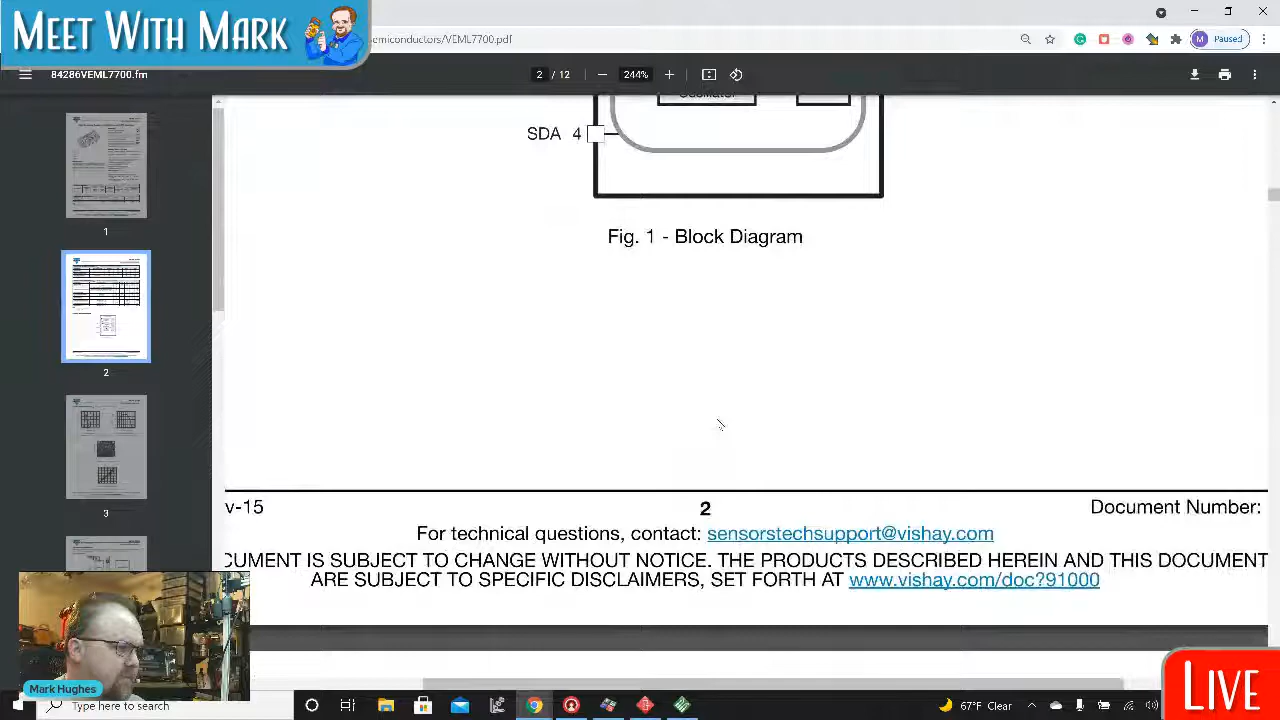 MEET WITH MARK
emiconductors/VEML7700.pdf
M Paused
84286VEML7700.fm
2 / 12
244%
SDA 4
Fig. 1 - Block Diagram
1
2
3
v-15
2
Document Number:
For technical questions, contact: sensorstechsupport@vishay.com
CUMENT IS SUBJECT TO CHANGE WITHOUT NOTICE. THE PRODUCTS DESCRIBED HEREIN AND THIS DOCUMENT
ARE SUBJECT TO SPECIFIC DISCLAIMERS, SET FORTH AT www.vishay.com/doc?91000
Mark Hughes
LIVE
Type here to search
67°F Clear